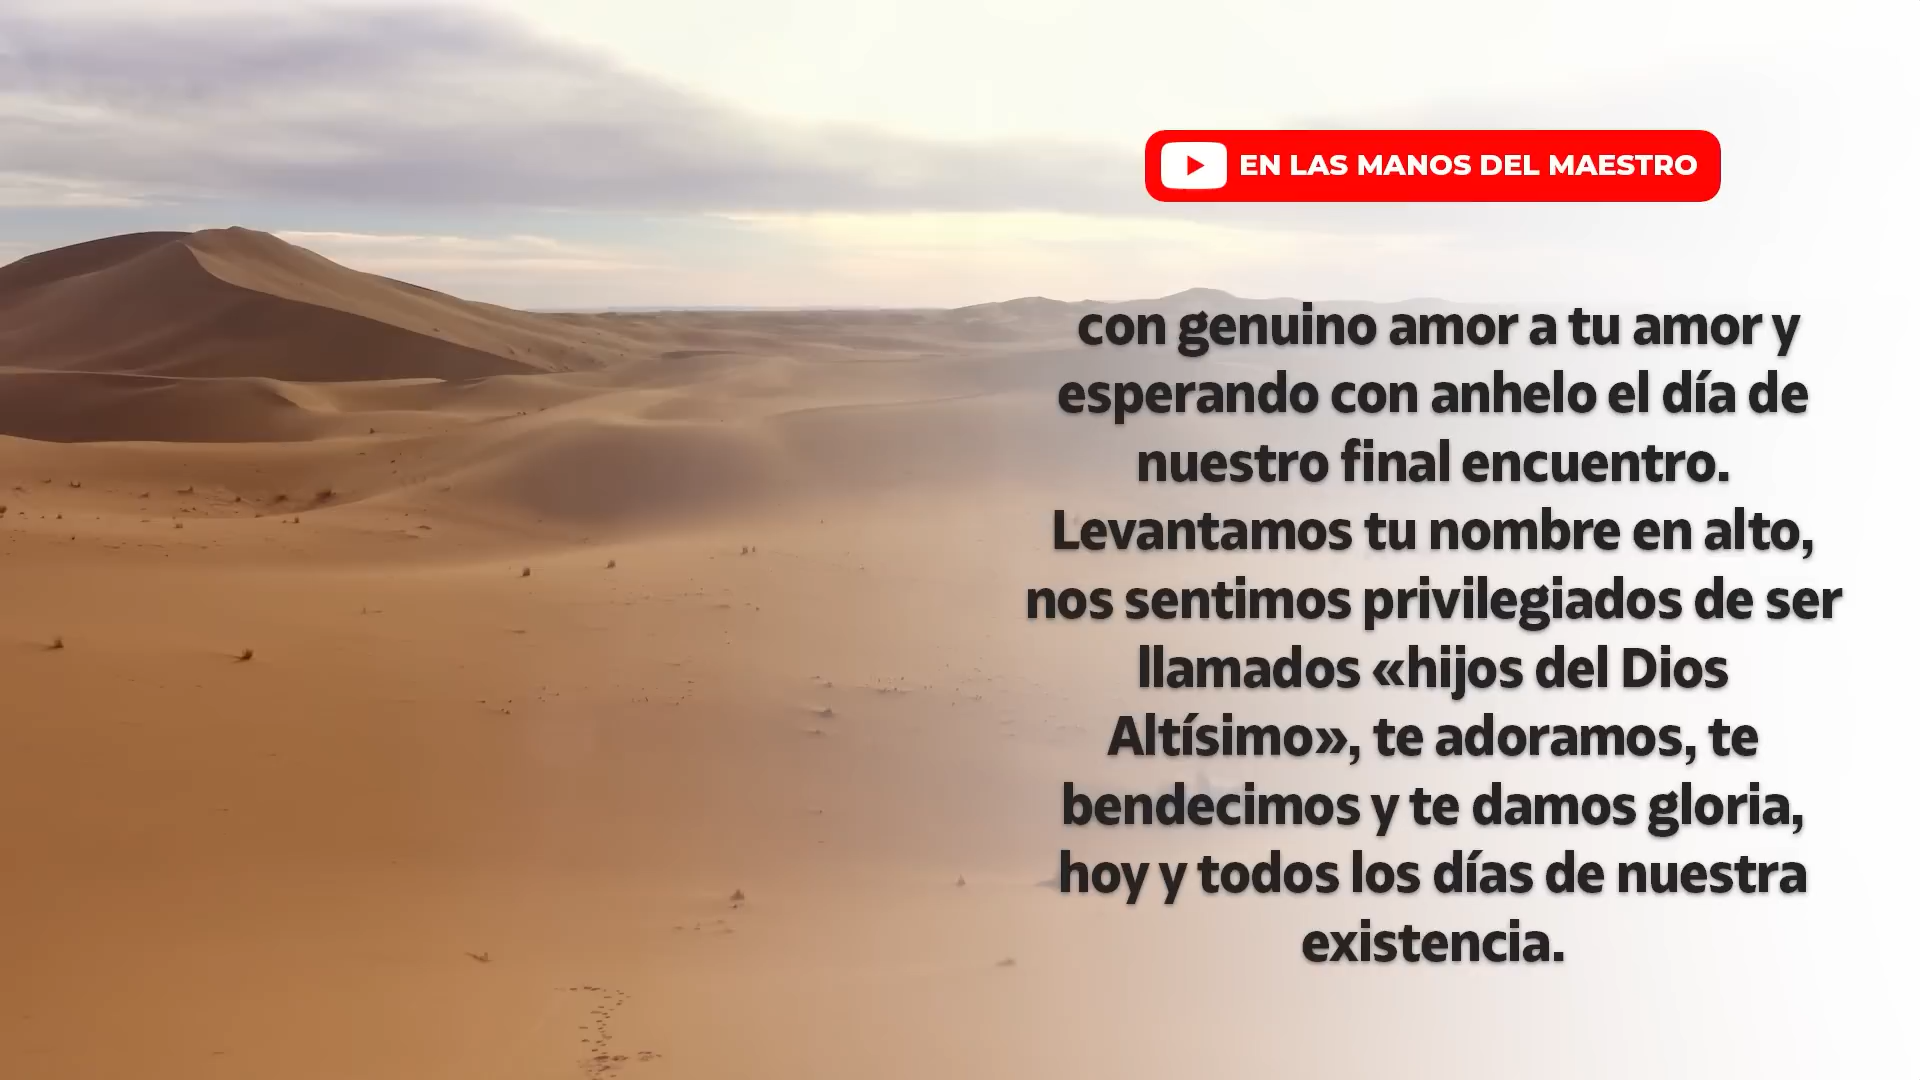 EN LAS MANOS DEL MAESTRO
con genuino amor a tu amor y
esperando con anhelo el día de
nuestro final encuentro.
Levantamos tu nombre en alto,
nos sentimos privilegiados de ser
llamados «hijos del Dios
Altísimo», te adoramos, te
bendecimos y te damos gloria,
hoy y todos los días de nuestra
existencia.